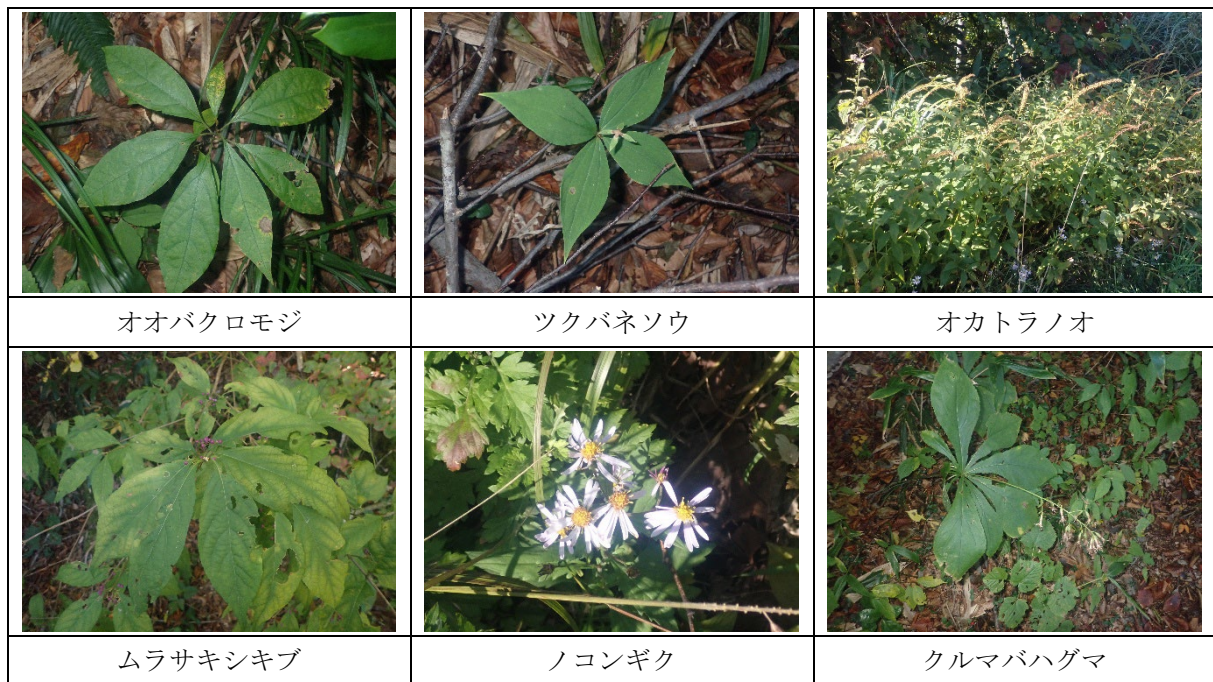 オオバクロモジ
ツクバネソウ
オカトラノオ
ムラサキシキブ
ノコンギク
クルマバハグマ